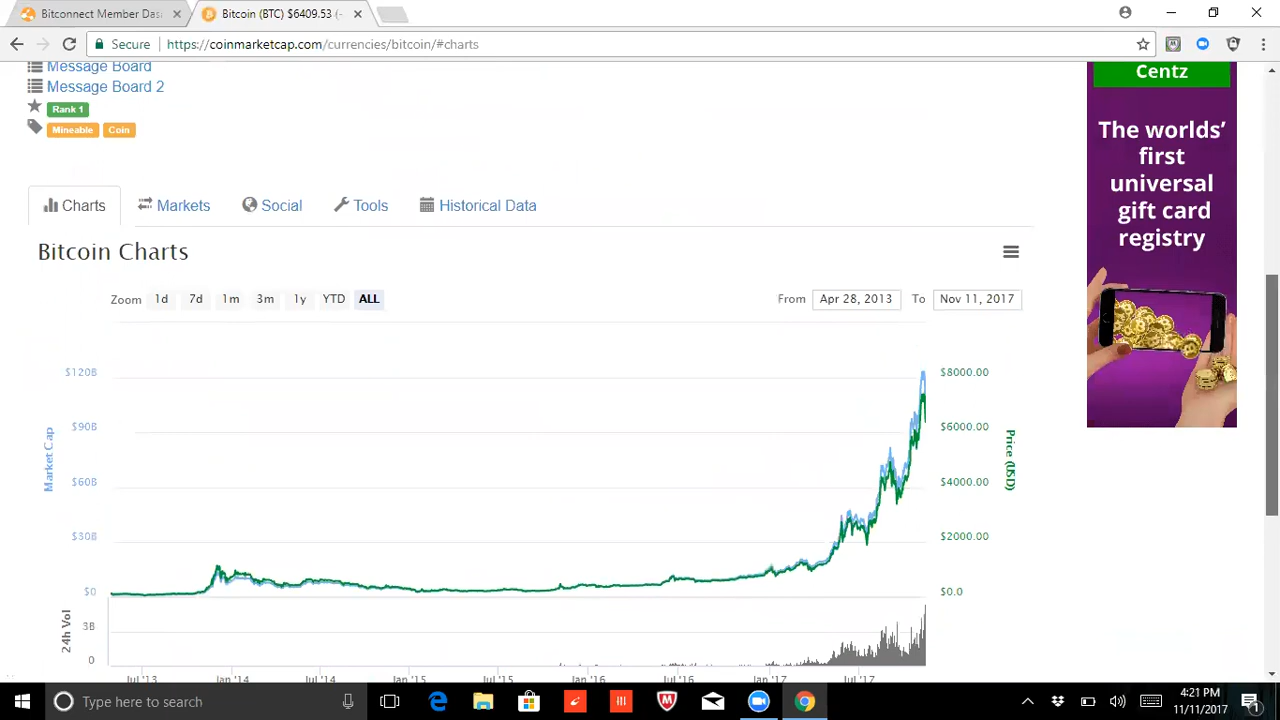 Bitconnect Member Das
Bitcoin (BTC) $6409.53 (-
Secure
https://coinmarketcap.com/currencies/bitcoin/#charts
Message Board
Message Board 2
Rank 1
Mineable Coin
Centz
The worlds’
first
universal
gift card
registry
Charts Markets Social Tools Historical Data
Bitcoin Charts
Zoom 1d 7d 1m 3m 1y YTD ALL
From Apr 28, 2013 To Nov 11, 2017
$120B $8000.00
$90B $6000.00
$60B $4000.00
$30B $2000.00
$0 $0.0
Market Cap
Price (USD)
24h Vol
3B
0
Jul '13 Jan '14 Jul '14 Jan '15 Jul '15 Jan '16 Jul '16 Jan '17 Jul '17
Type here to search
4:21 PM
11/11/2017
1